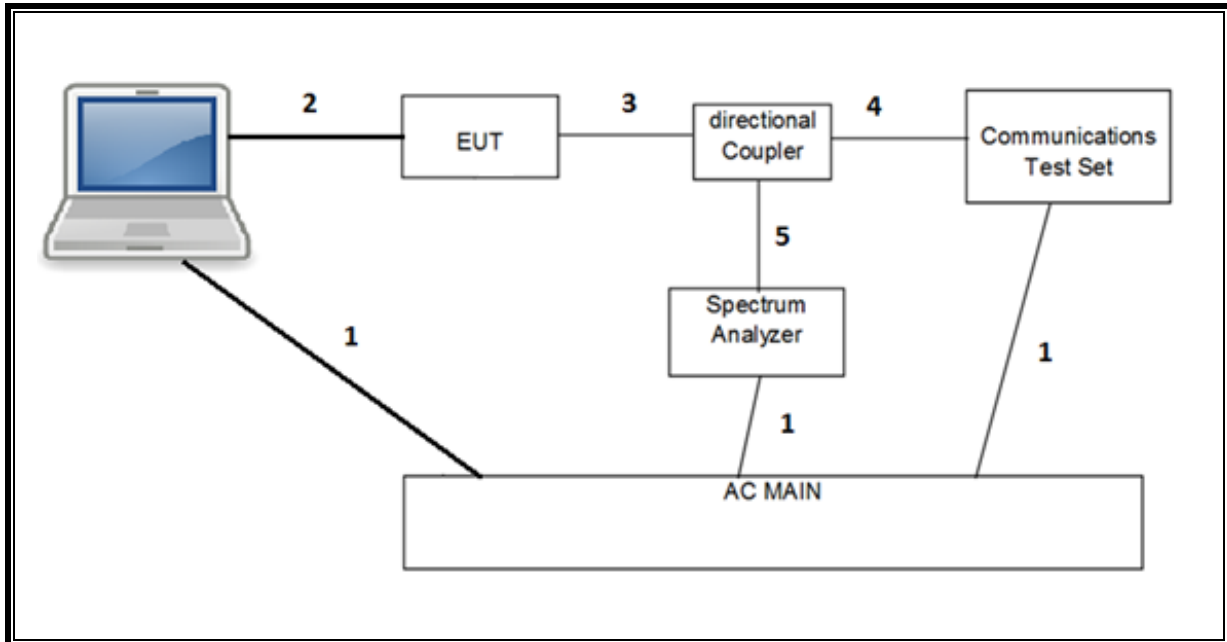 2
EUT
3
directional
Coupler
4
Communications
Test Set
5
Spectrum
Analyzer
1
1
1
AC MAIN